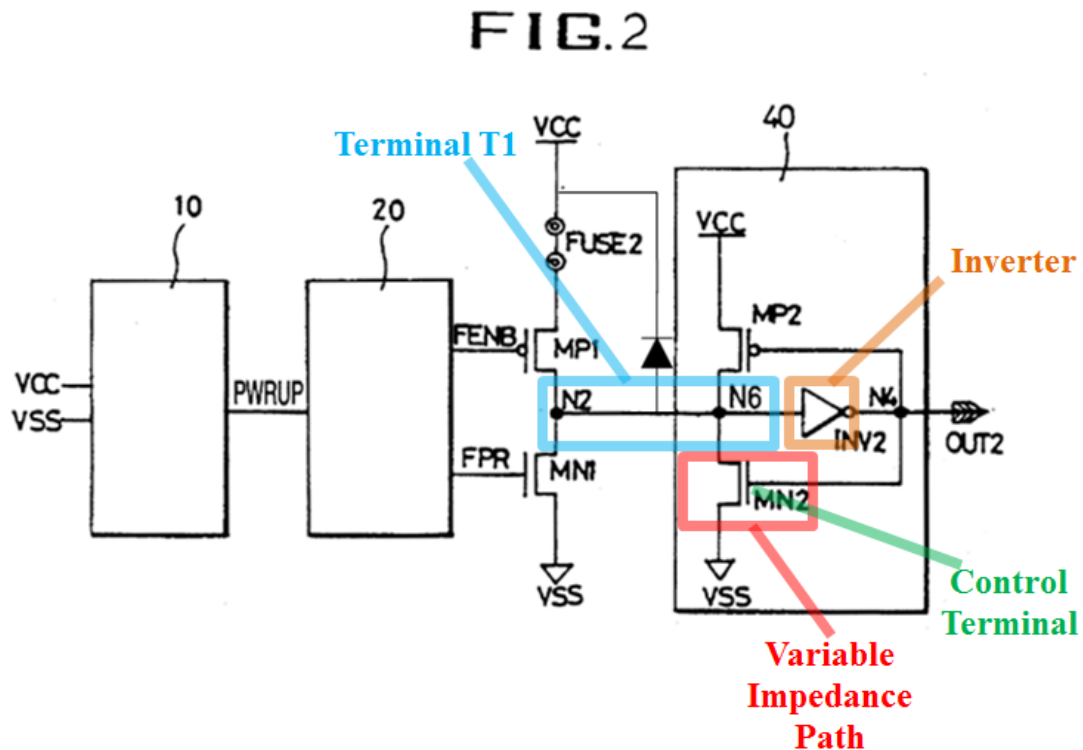 FIG.2
40
VCC
Terminal T1
10
20
FUSE2
VCC
Inverter
MP2
FENB
MP1
VCC
VSS
PWRUP
N2
N6
N4
INV2
OUT2
FPR
MN1
MN2
VSS
VSS
Control
Terminal
Variable
Impedance
Path